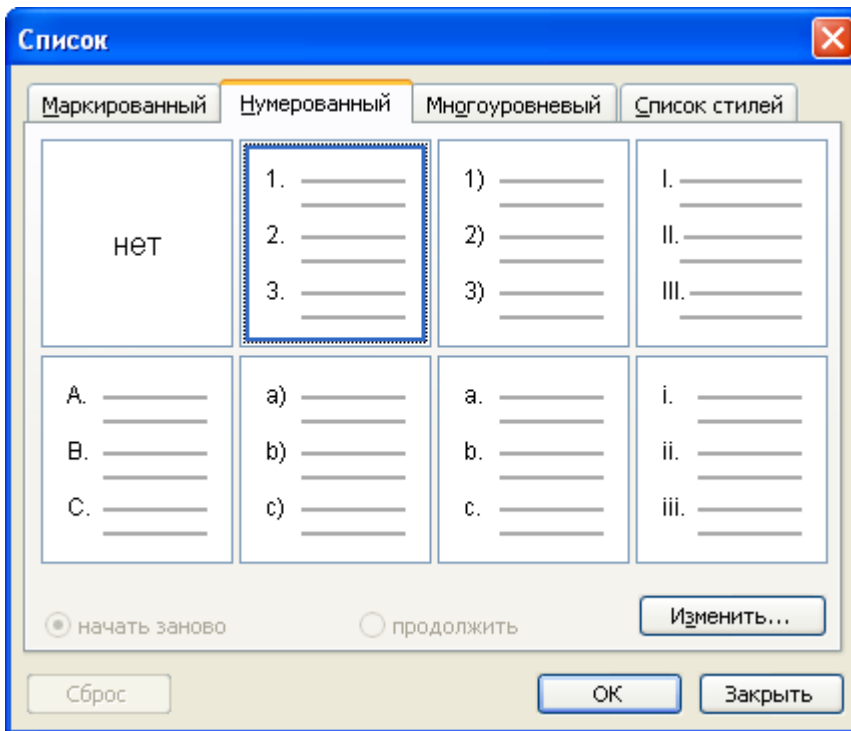 Список
Маркированный Нумерованный Многоуровневый Список стилей
нет
1.
2.
3.
1)
2)
3)
I.
II.
III.
A.
B.
C.
a)
b)
c)
a.
b.
c.
i.
ii.
iii.
начать заново продолжить Изменить...
Сброс ОК Закрыть